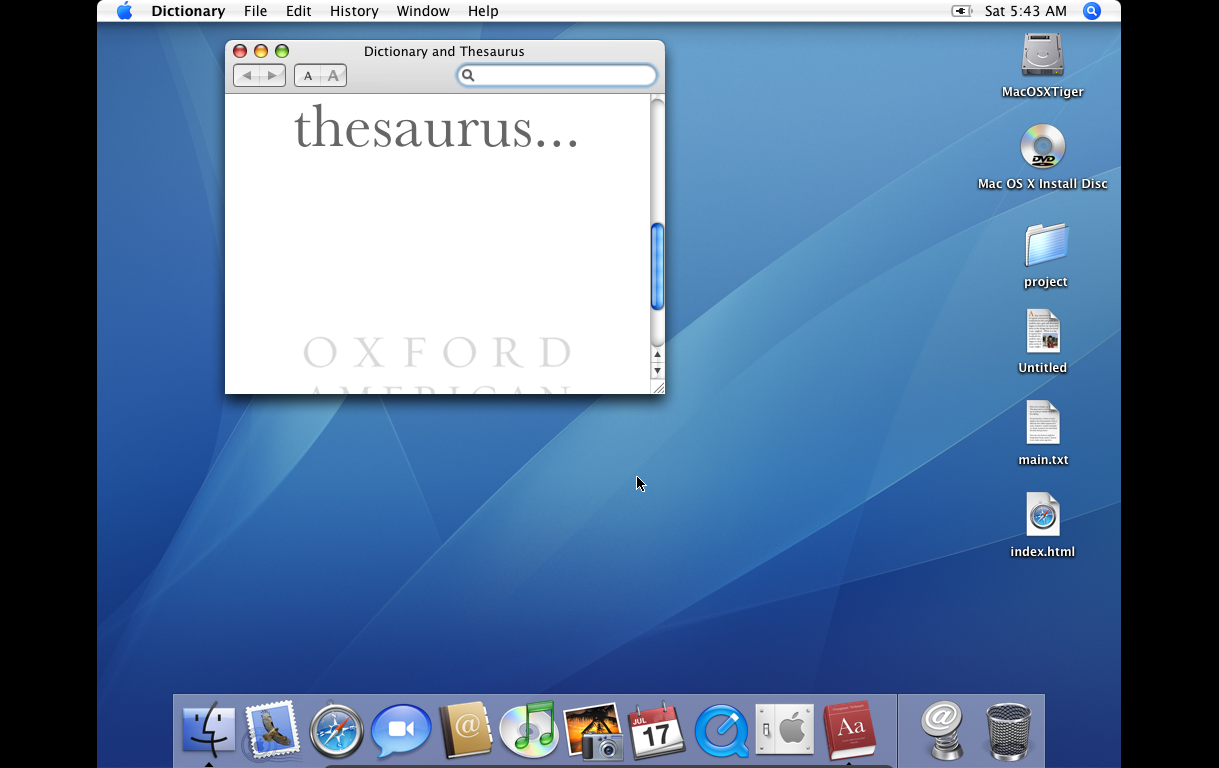 Dictionary File Edit History Window Help Sat 5:43 AM
Dictionary and Thesaurus
A A
thesaurus...
OXFORD
AMERICAN
MacOSXTiger
Mac OS X Install Disc
DVD
project
Untitled
main.txt
index.html
JUL
17
Aa
@
@